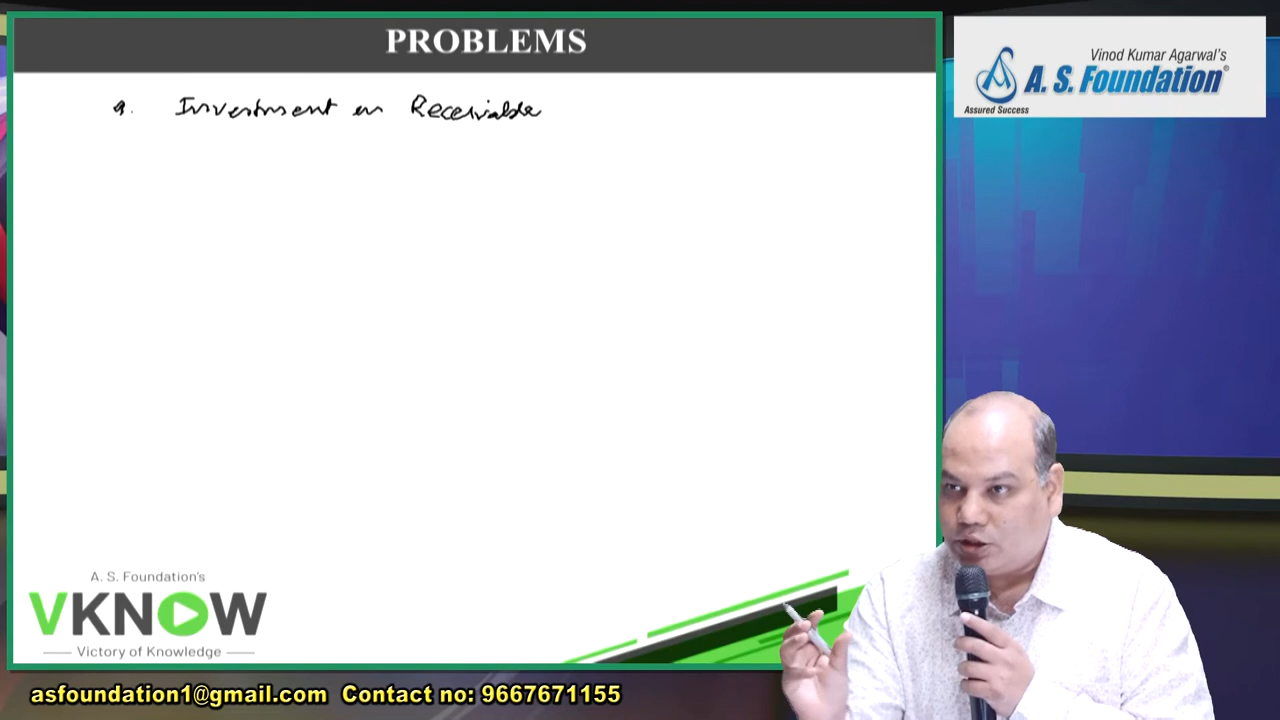 PROBLEMS
Vinod Kumar Agarwal's
A. S. Foundation®
Assured Success
a. Investment in Receivable
A. S. Foundation's
VKNOW
Victory of Knowledge
asfoundation1@gmail.com Contact no: 9667671155